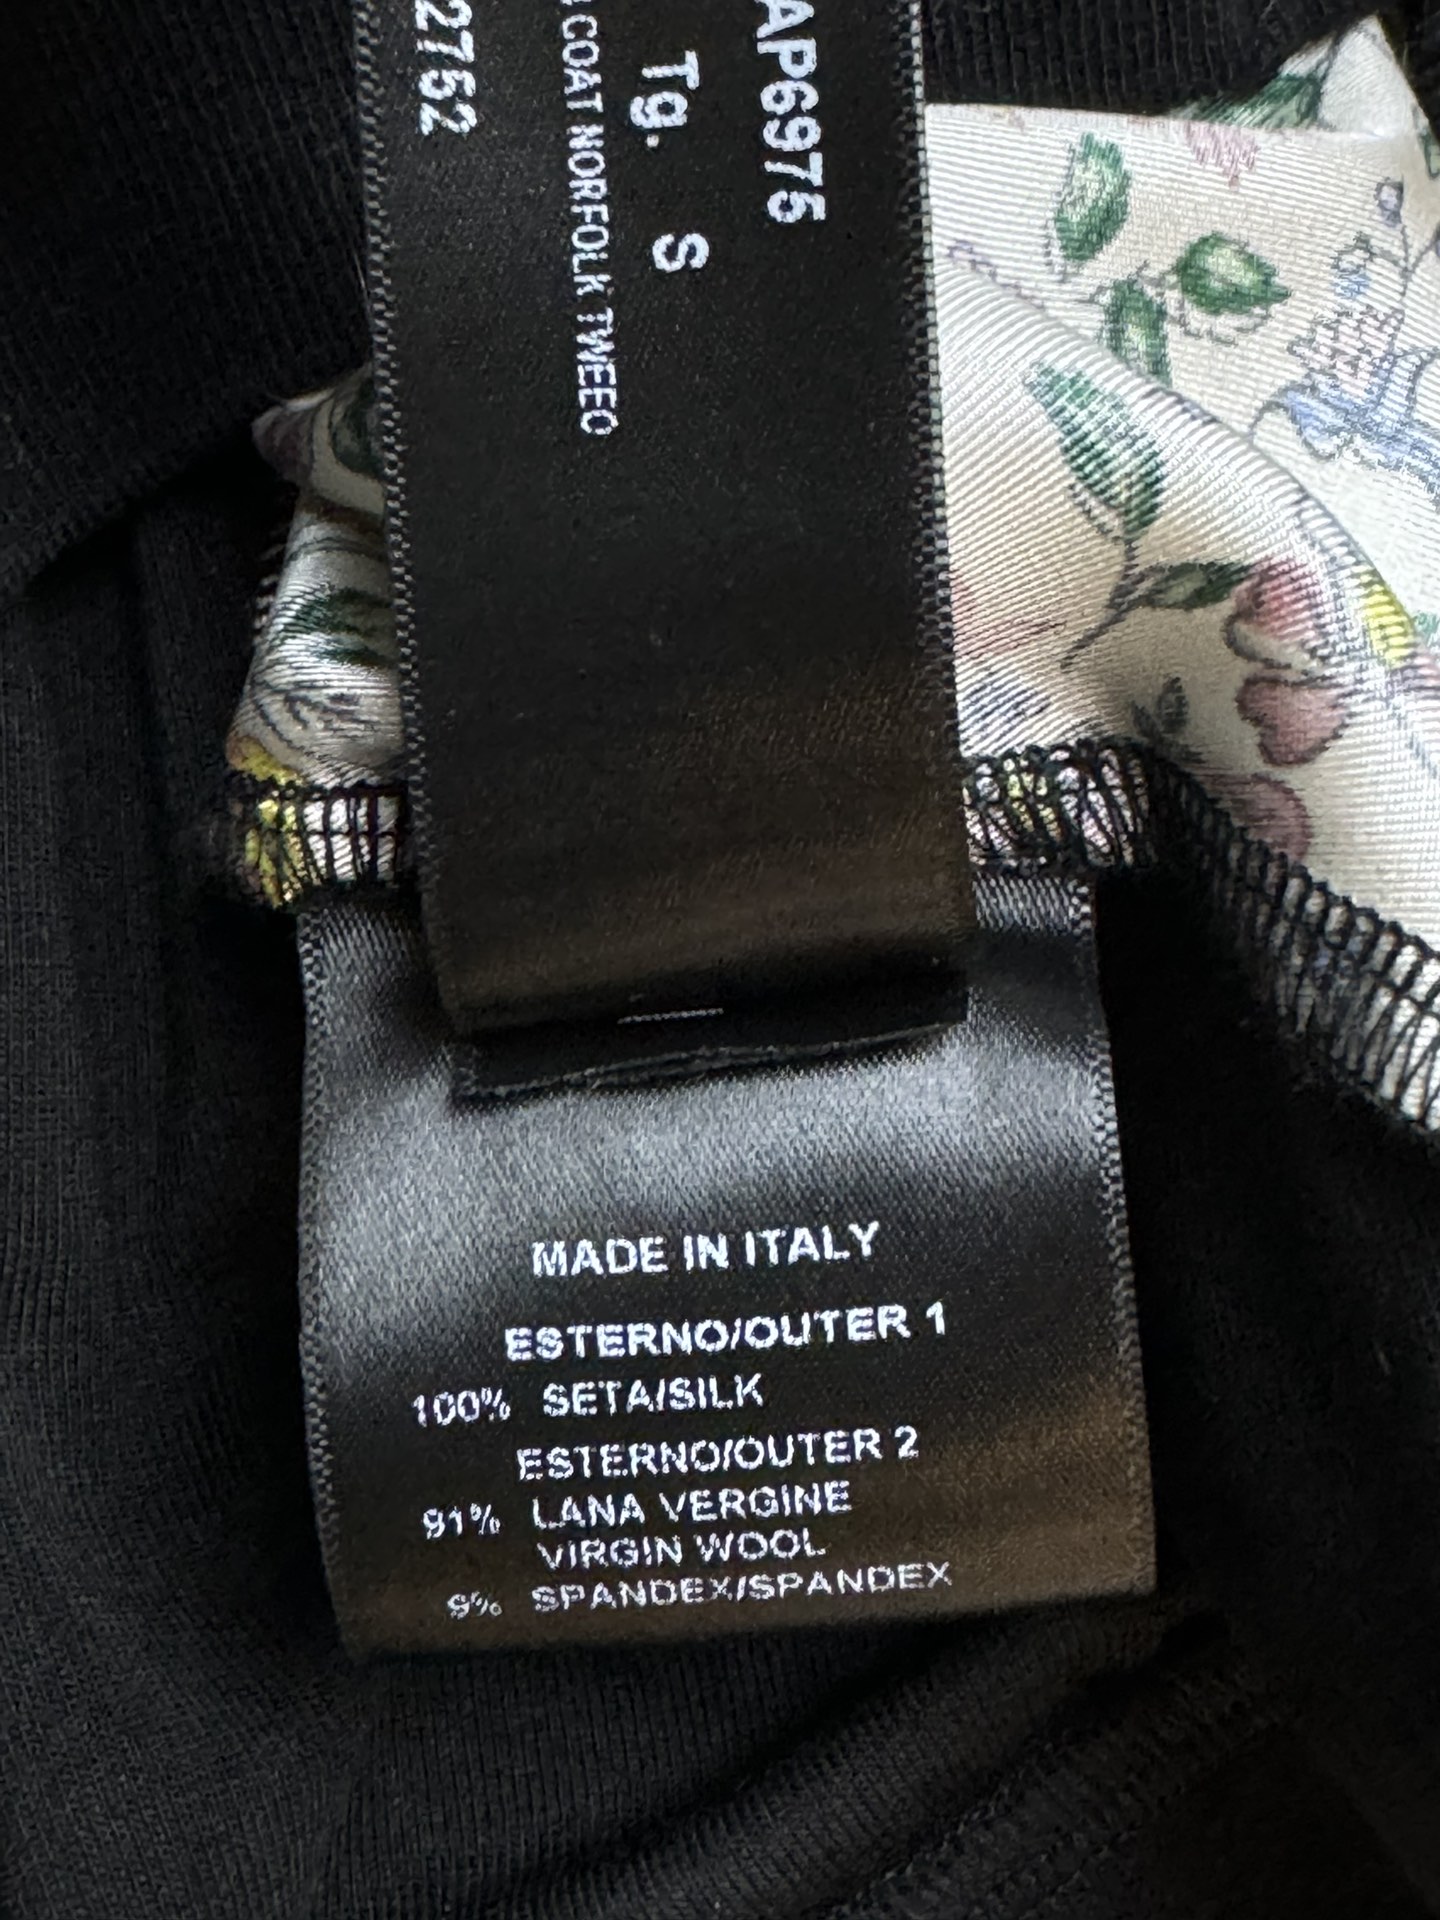 AP6975
Tg. S
COAT NORFOLK TWEEO
2752
MADE IN ITALY
ESTERNO/OUTER 1
100% SETA/SILK
ESTERNO/OUTER 2
91% LANA VERGINE
VIRGIN WOOL
9% SPANDEX/SPANDEX